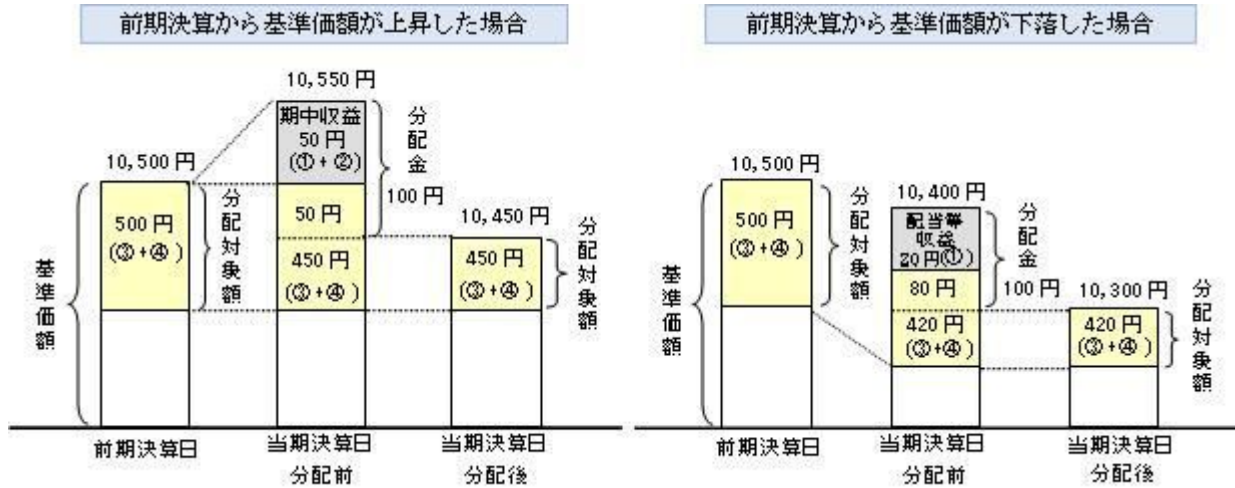 前期決算から基準価額が上昇した場合
10,550 円
期中収益
50 円
(① + ②)
分配金
100 円
10,500 円
500 円
(③ + ④)
分配対象額
50 円
450 円
(③ + ④)
10,450 円
450 円
(③ + ④)
分配対象額
基準価額
前期決算日
当期決算日
分配前
当期決算日
分配後
前期決算から基準価額が下落した場合
10,500 円
500 円
(③ + ④)
分配対象額
10,400 円
配当等
収益
20 円(①)
分配金
100 円
80 円
420 円
(③+④)
10,300 円
420 円
(③+④)
分配対象額
基準価額
前期決算日
当期決算日
分配前
当期決算日
分配後